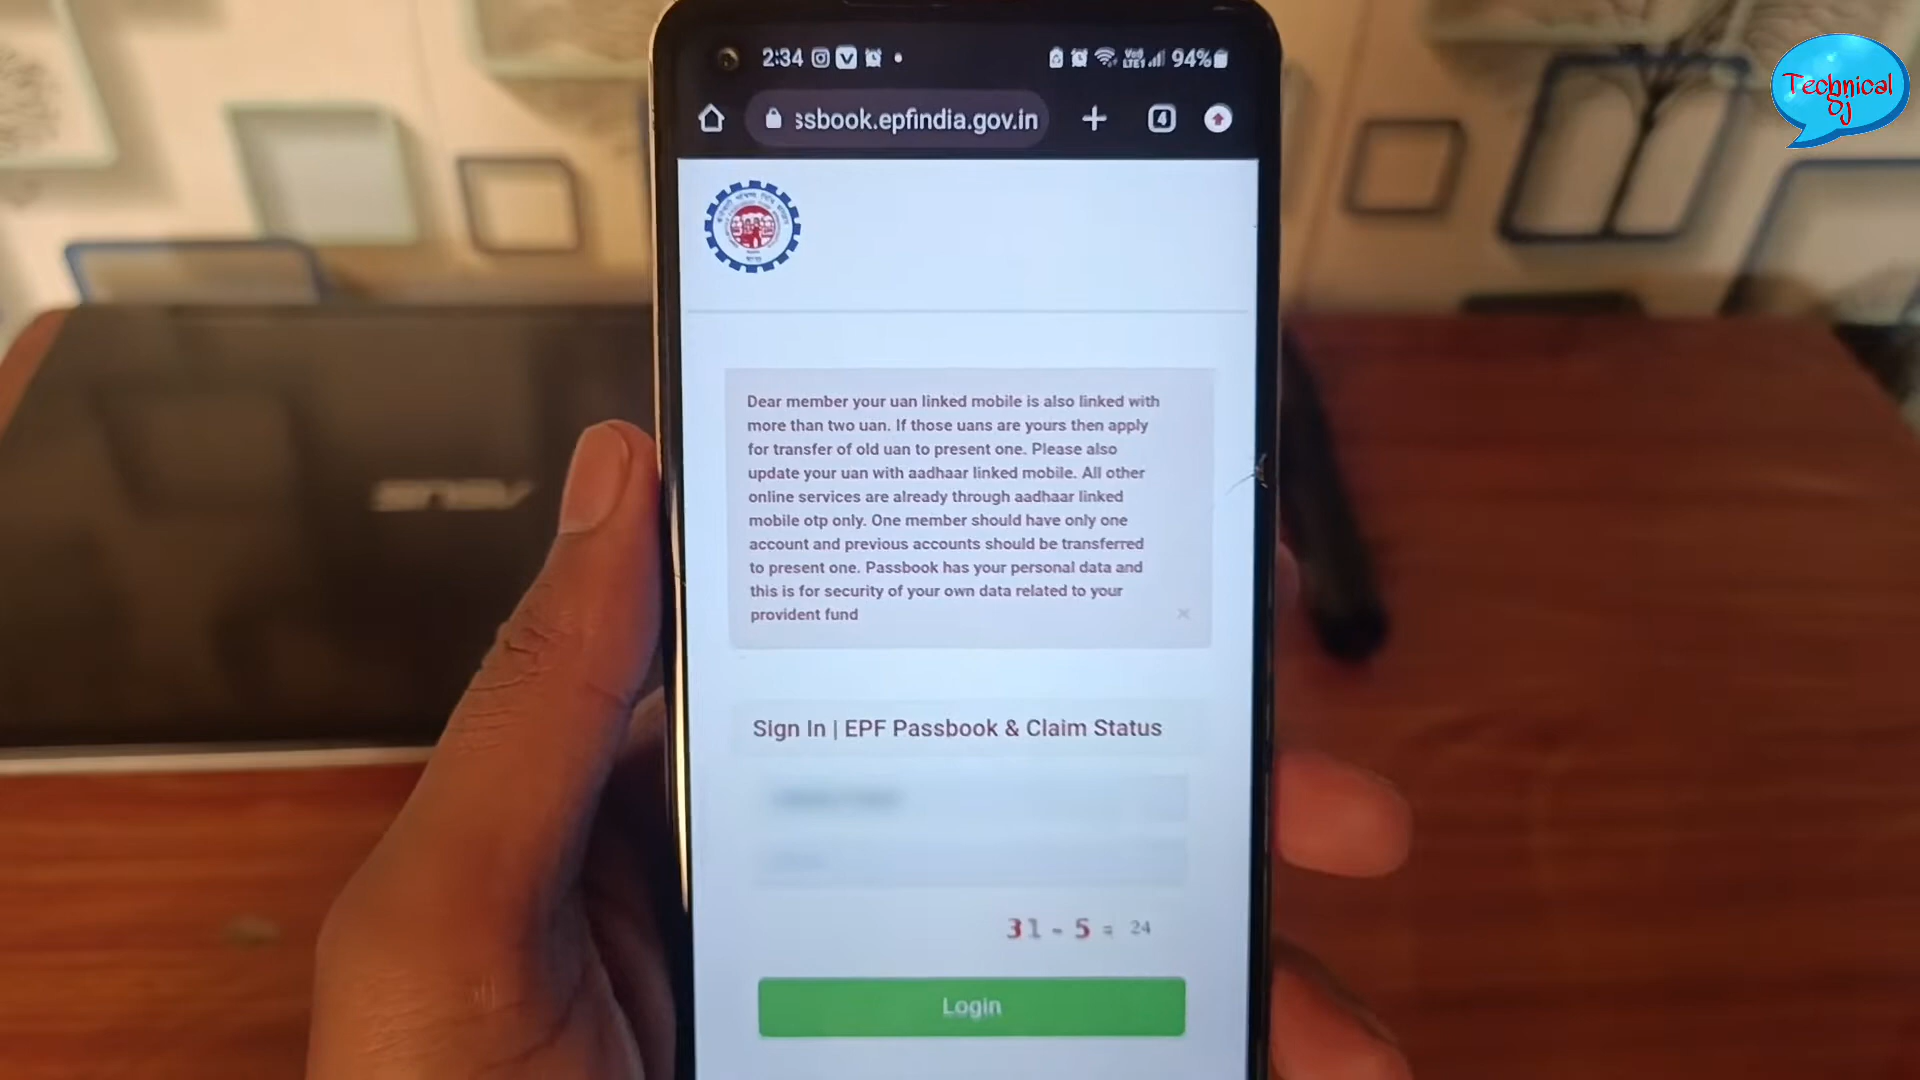 2:34
94%
ssbook.epfindia.gov.in
4
Technical
Sj
Dear member your uan linked mobile is also linked with
more than two uan. If those uans are yours then apply
for transfer of old uan to present one. Please also
update your uan with aadhaar linked mobile. All other
online services are already through aadhaar linked
mobile otp only. One member should have only one
account and previous accounts should be transferred
to present one. Passbook has your personal data and
this is for security of your own data related to your
provident fund
Sign In | EPF Passbook & Claim Status
31 - 5 = 24
Login